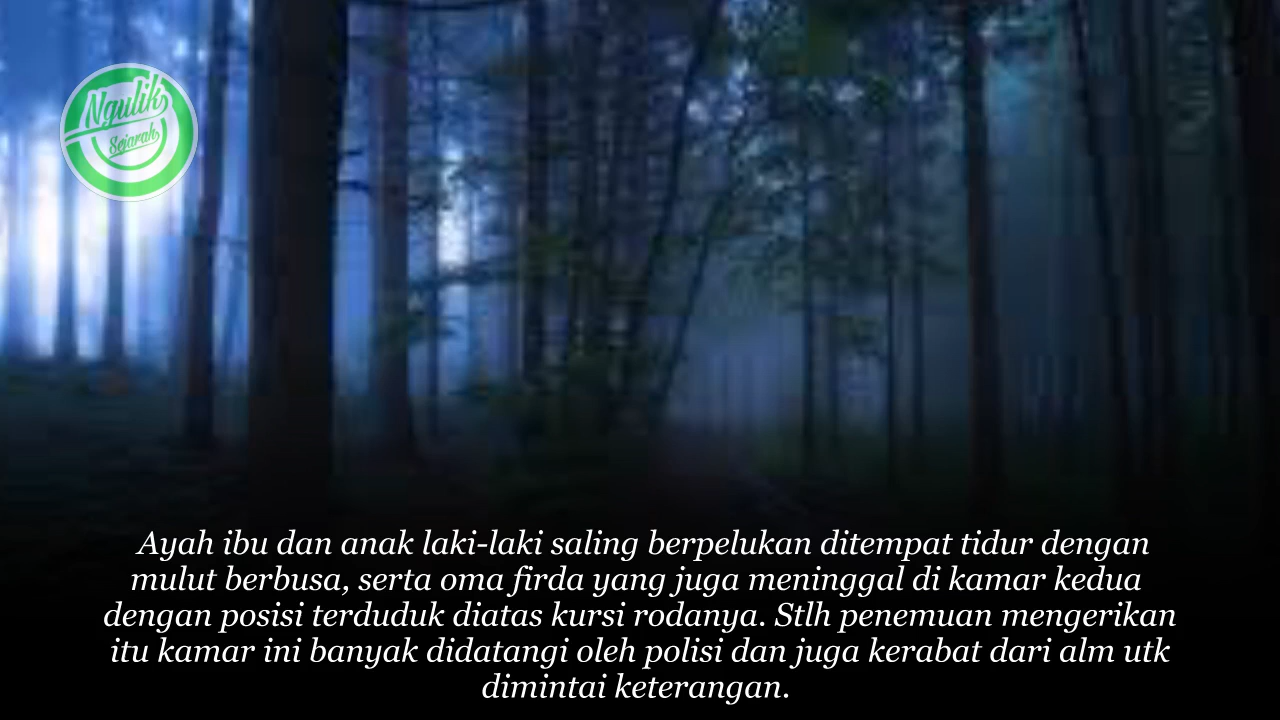 Ngulik
Sejarah
Ayah ibu dan anak laki-laki saling berpelukan ditempat tidur dengan
mulut berbusa, serta oma firda yang juga meninggal di kamar kedua
dengan posisi terduduk diatas kursi rodanya. Stlh penemuan mengerikan
itu kamar ini banyak didatangi oleh polisi dan juga kerabat dari alm utk
dimintai keterangan.